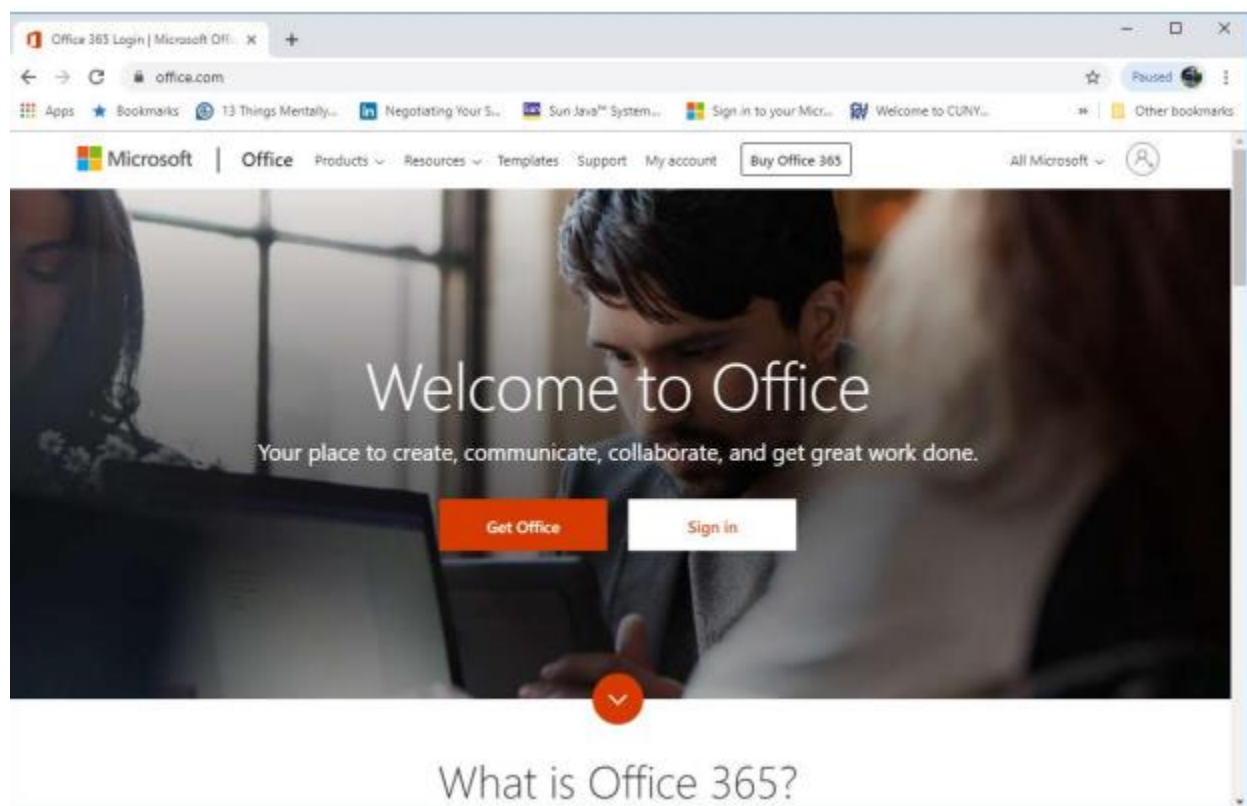 Office 365 Login | Microsoft Off
office.com
Paused
Apps Bookmarks 13 Things Mentally... Negotiating Your S... Sun Java™ System... Sign in to your Micr... Welcome to CUNY... » Other bookmarks
Microsoft | Office Products Resources Templates Support My account Buy Office 365 All Microsoft
Welcome to Office
Your place to create, communicate, collaborate, and get great work done.
Get Office Sign in
What is Office 365?